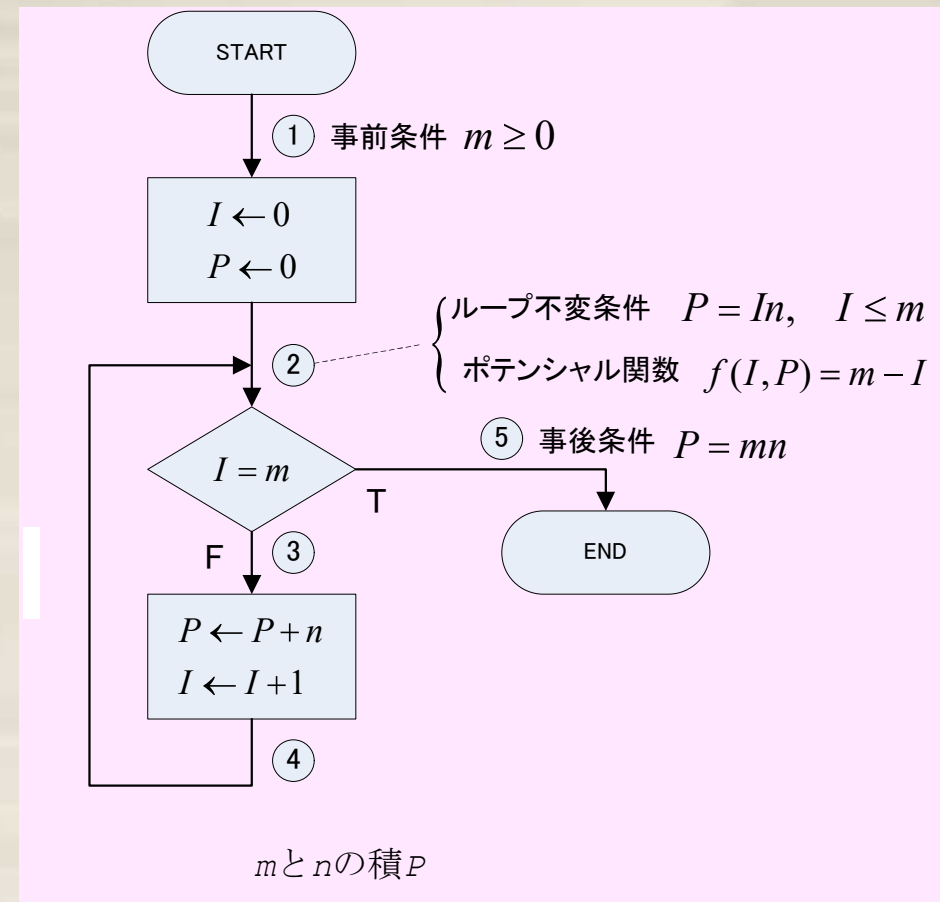 START
① 事前条件 m ≥ 0
I ← 0
P ← 0
② ループ不変条件 P = In, I ≤ m
ポテンシャル関数 f(I,P) = m − I
I = m
⑤ 事後条件 P = mn
T
END
F ③
P ← P + n
I ← I + 1
④
mとnの積P